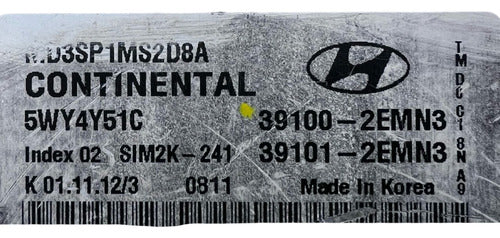 M.D3SP1MS2D8A
CONTINENTAL
5WY4Y51C 39100-2EMN3
Index 02 SIM2K-241 39101-2EMN3
K 01.11.12/3 0811 Made in Korea